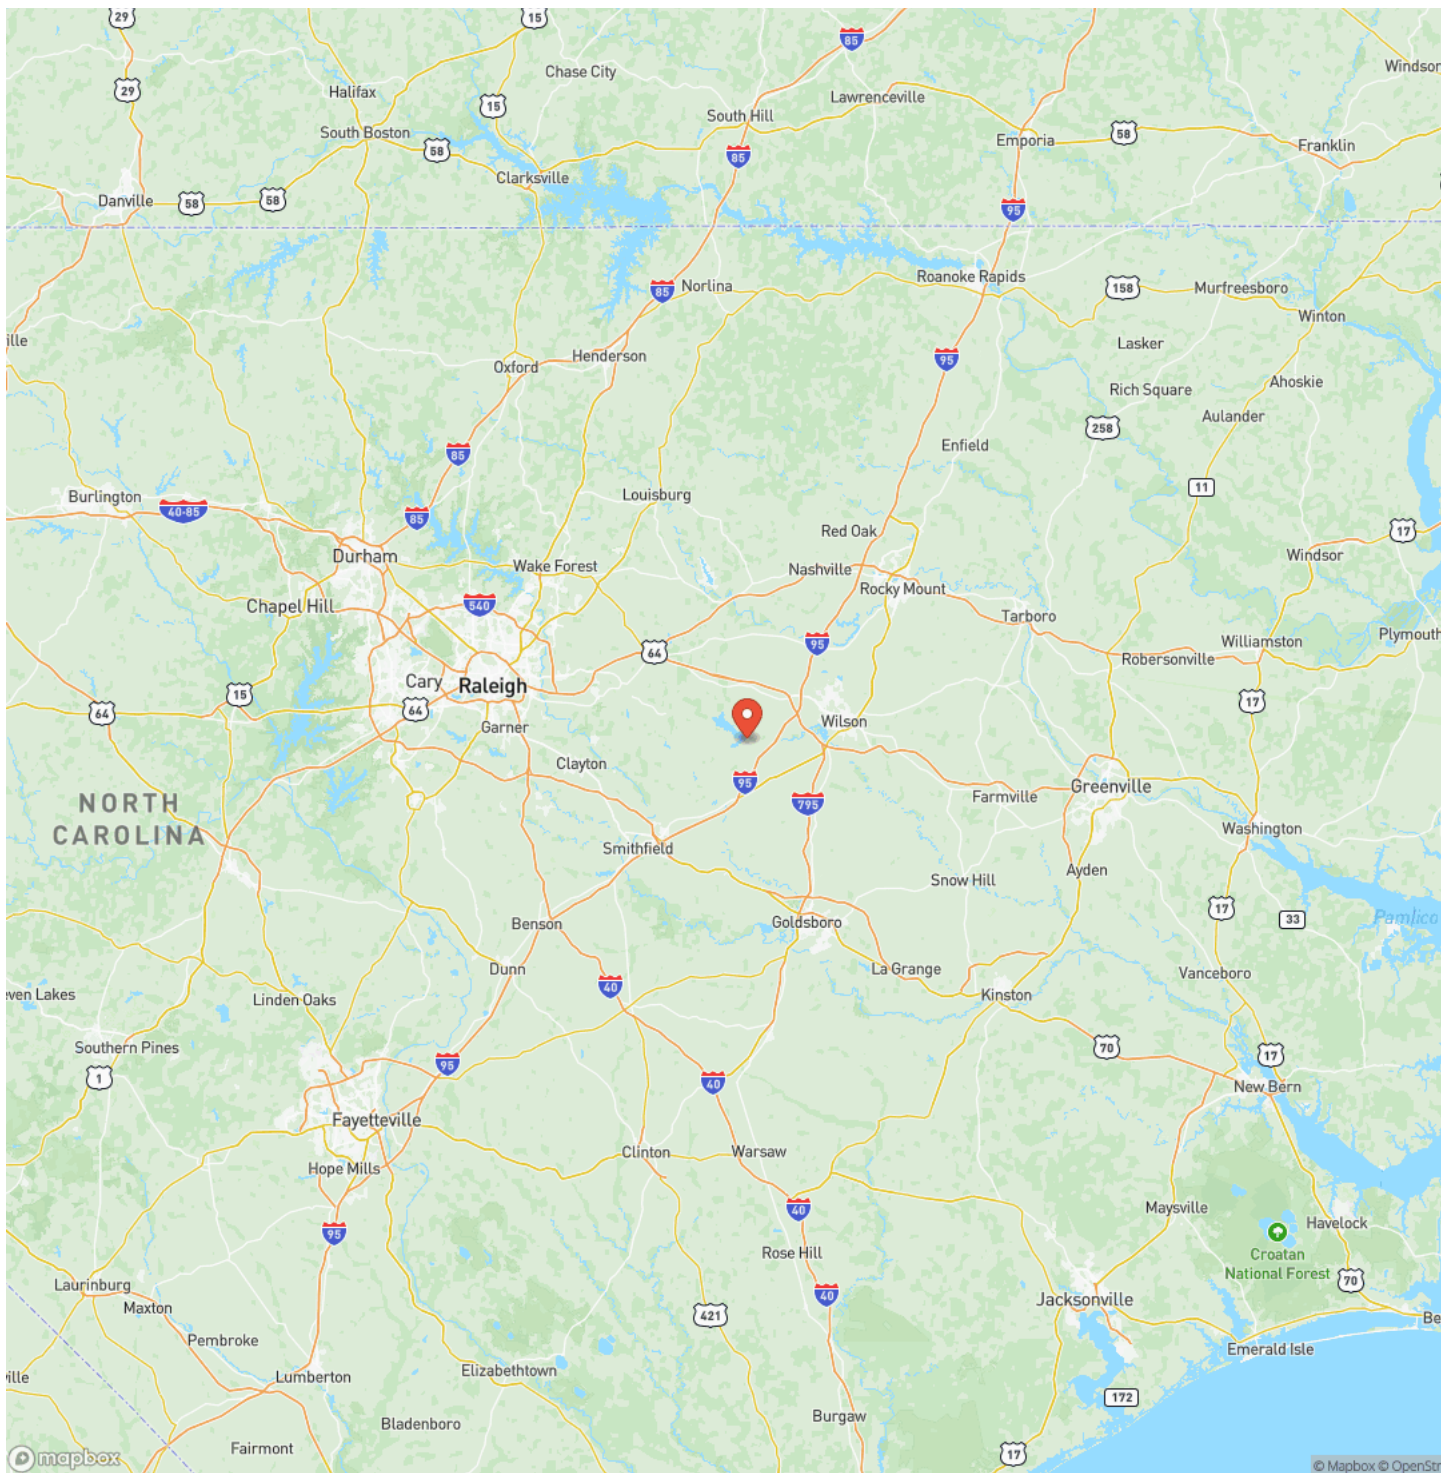 29
15
85
Chase City
Windsor
29
Halifax
15
Lawrenceville
South Hill
South Boston
58
58
Emporia
58
Franklin
85
Clarksville
Danville
58
58
95
Roanoke Rapids
85
Norlina
158
Murfreesboro
Winton
ille
Lasker
Henderson
95
Oxford
Rich Square
Ahoskie
Aulander
258
Enfield
85
11
Burlington
40-85
Louisburg
85
Red Oak
17
Durham
Windsor
Wake Forest
Nashville
Rocky Mount
Chapel Hill
540
Tarboro
Plymouth
Williamston
95
64
Robersonville
Cary
Raleigh
15
17
64
64
Garner
Wilson
Clayton
95
Greenville
NORTH
CAROLINA
795
Farmville
Washington
Smithfield
Ayden
Snow Hill
17
33
Pamlico
Benson
Goldsboro
Dunn
La Grange
Vanceboro
even Lakes
Linden Oaks
40
Kinston
Southern Pines
70
17
1
95
40
New Bern
Fayetteville
Clinton
Warsaw
Hope Mills
Maysville
40
Havelock
95
Rose Hill
Croatan
National Forest
Laurinburg
40
70
Maxton
Jacksonville
421
Be
Pembroke
Emerald Isle
ville
Lumberton
Elizabethtown
172
Bladenboro
Burgaw
Fairmont
17
mapbox
© Mapbox © OpenStr